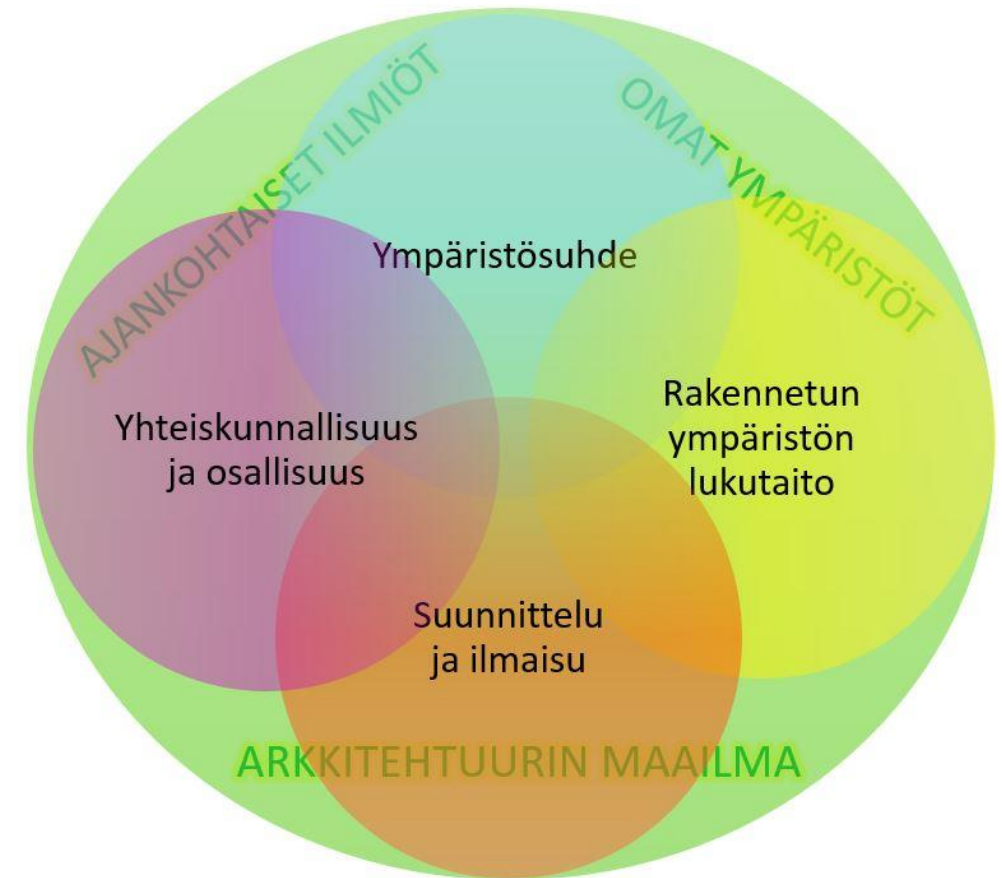 AJANKOHTAISET ILMIÖT
OMAT YMPÄRISTÖT
Ympäristösuhde
Yhteiskunnallisuus
ja osallisuus
Rakennetun
ympäristön
lukutaito
Suunnittelu
ja ilmaisu
ARKKITEHTUURIN MAAILMA